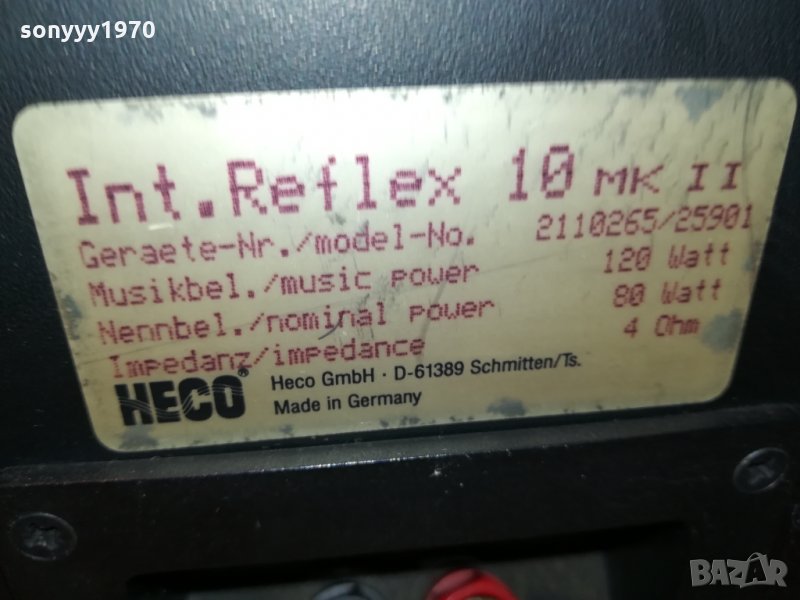 sonyyy1970
Int.Reflex 10 MK II
Geraete-Nr./model-No. 2110265/25901
Musikbel./music power 120 Watt
Nennbel./nominal power 80 Watt
Impedanz/impedance 4 Ohm
HECO® Heco GmbH · D-61389 Schmitten/Ts.
Made in Germany
BAZAR